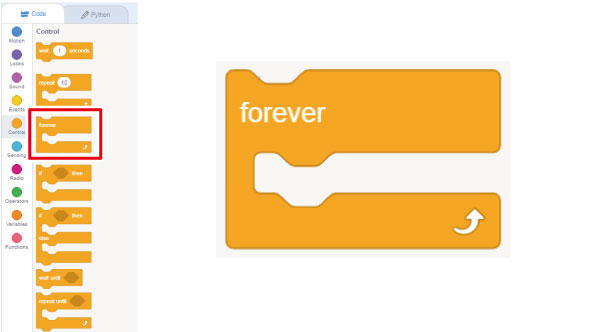 Code
Python
Control
Motion
Looks
Sound
Events
Control
Sensing
Radio
Operators
Variables
Functions
wait 1 seconds
repeat 10
forever
if then
if then
else
wait until
repeat until
forever